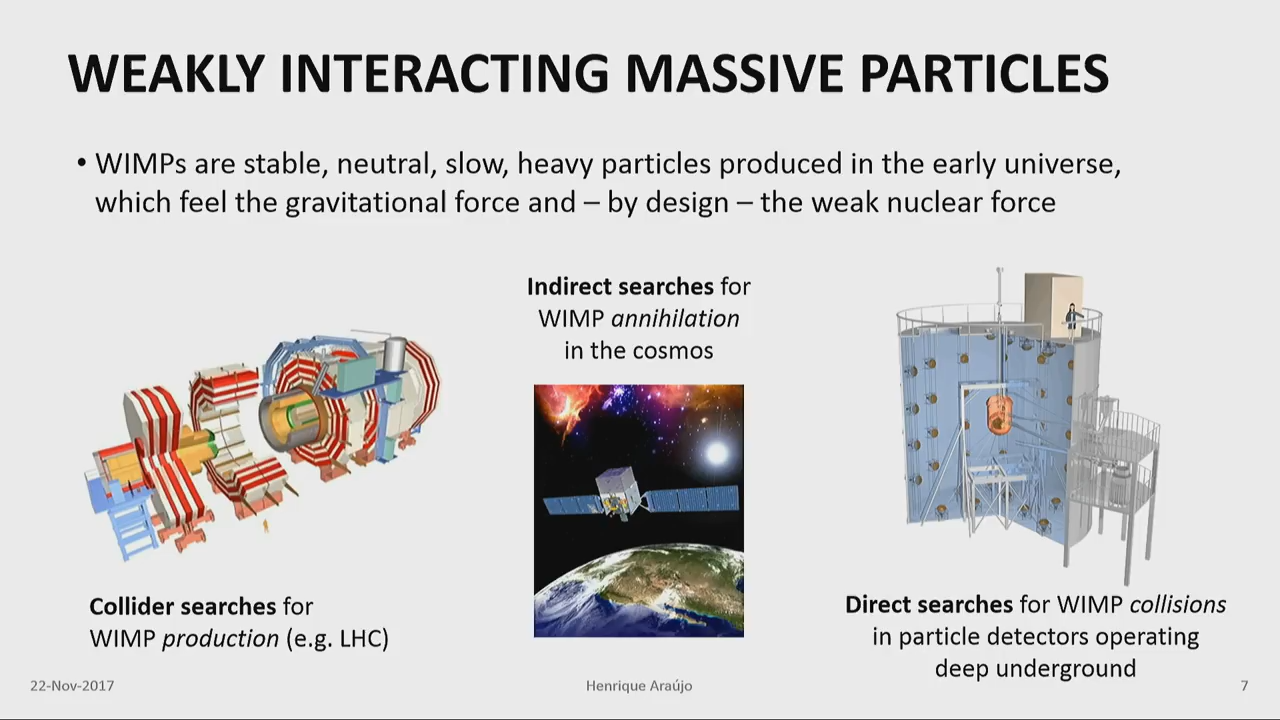 WEAKLY INTERACTING MASSIVE PARTICLES
• WIMPs are stable, neutral, slow, heavy particles produced in the early universe,
which feel the gravitational force and – by design – the weak nuclear force
Indirect searches for
WIMP annihilation
in the cosmos
Collider searches for
WIMP production (e.g. LHC)
Direct searches for WIMP collisions
in particle detectors operating
deep underground
22-Nov-2017
Henrique Araújo
7